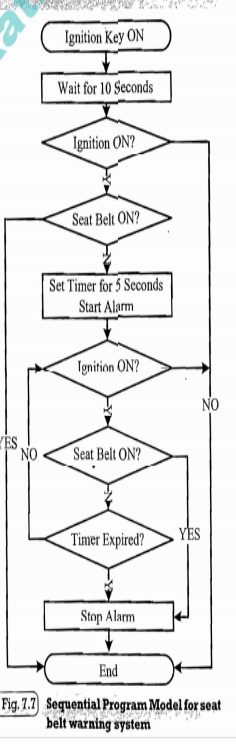 Ignition Key ON
Wait for 10 Seconds
Ignition ON?
Y
Seat Belt ON?
N
Set Timer for 5 Seconds
Start Alarm
Ignition ON?
NO
Y
YES
NO
Seat Belt ON?
N
Timer Expired?
YES
Y
Stop Alarm
End
Fig. 7.7 Sequential Program Model for seat
belt warning system